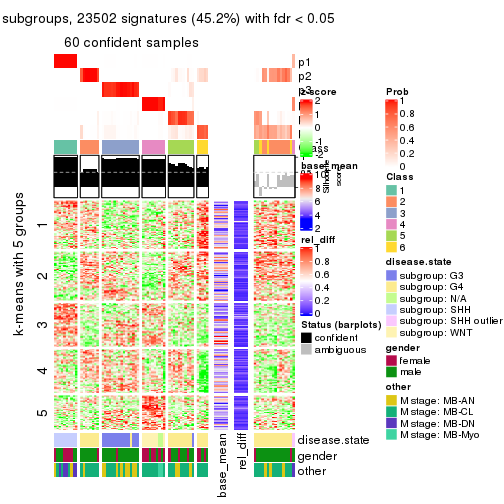 subgroups, 23502 signatures (45.2%) with fdr < 0.05
60 confident samples
p1
p2
z-score
2
1
0
-1
-2
Prob
1
0.8
0.6
0.4
0.2
0
Silhouette
score
base_mean
10
8
6
4
2
Class
1
2
3
4
5
6
k-means with 5 groups
1
2
3
4
5
rel_diff
1
0.8
0.6
0.4
0.2
0
disease.state
subgroup: G3
subgroup: G4
subgroup: N/A
subgroup: SHH
subgroup: SHH outlier
subgroup: WNT
Status (barplots)
confident
ambiguous
gender
female
male
other
M stage: MB-AN
M stage: MB-CL
M stage: MB-DN
M stage: MB-Myo
disease.state
gender
other
base_mean
rel_diff